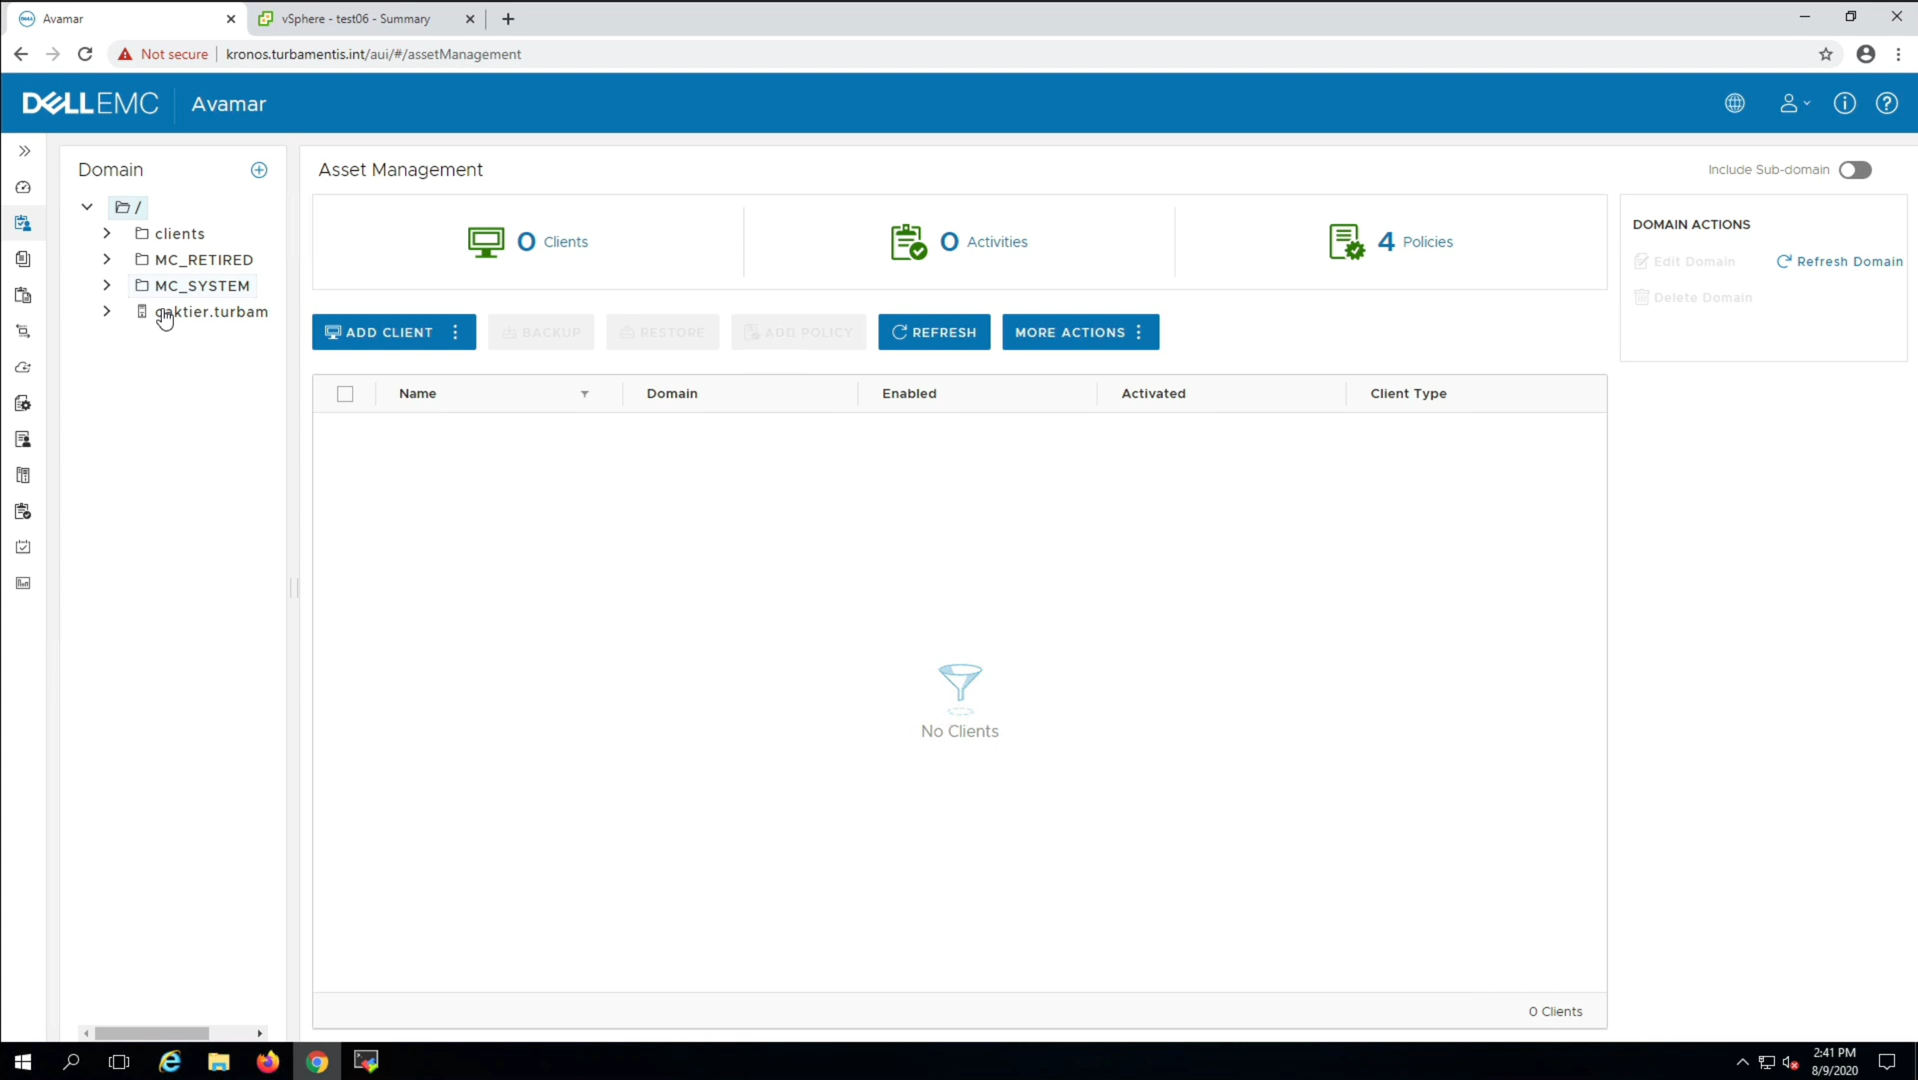 Avamar
vSphere - test06 - Summary
Not secure
kronos.turbamentis.int/aui/#/assetManagement
DELLEMC
Avamar
Domain
/
clients
MC_RETIRED
MC_SYSTEM
Asset Management
Include Sub-domain
0 Clients
0 Activities
4 Policies
DOMAIN ACTIONS
Edit Domain
Refresh Domain
Delete Domain
ADD CLIENT
BACKUP
RESTORE
ADD POLICY
REFRESH
MORE ACTIONS
Name
Domain
Enabled
Activated
Client Type
No Clients
0 Clients
2:41 PM
8/9/2020